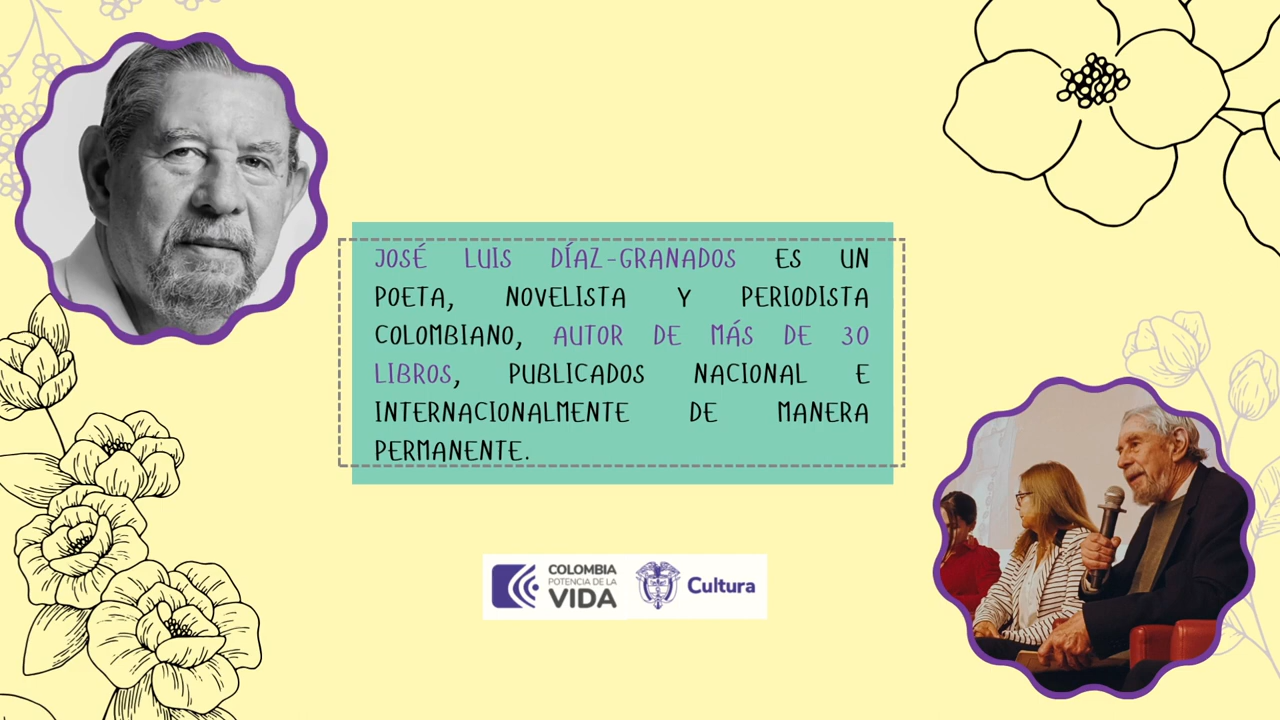 JOSÉ LUIS DÍAZ-GRANADOS ES UN
POETA, NOVELISTA Y PERIODISTA
COLOMBIANO, AUTOR DE MÁS DE 30
LIBROS, PUBLICADOS NACIONAL E
INTERNACIONALMENTE DE MANERA
PERMANENTE.
COLOMBIA
POTENCIA DE LA
VIDA
Cultura